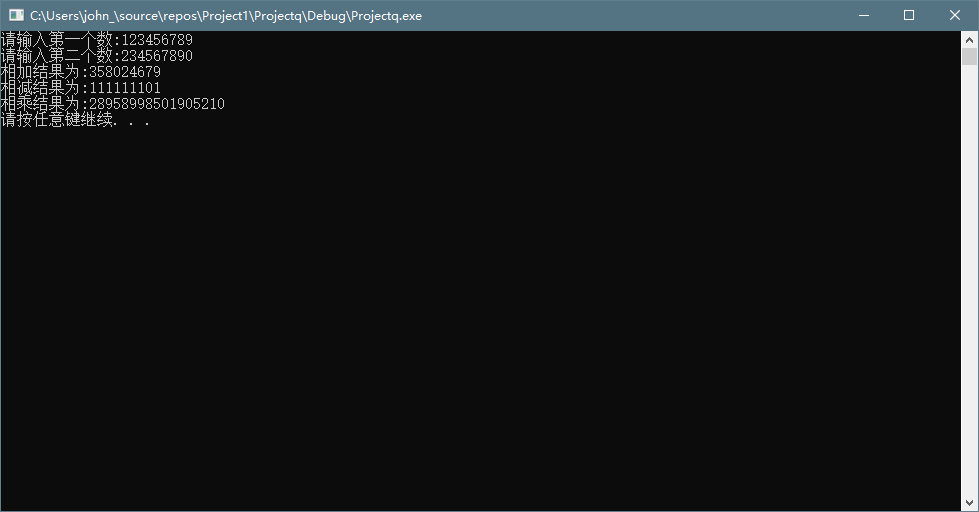 C:\Users\john_\source\repos\Project1\Projectq\Debug\Projectq.exe
请输入第一个数:123456789
请输入第二个数:234567890
相加结果为:358024679
相减结果为:111111101
相乘结果为:28958998501905210
请按任意键继续. . .